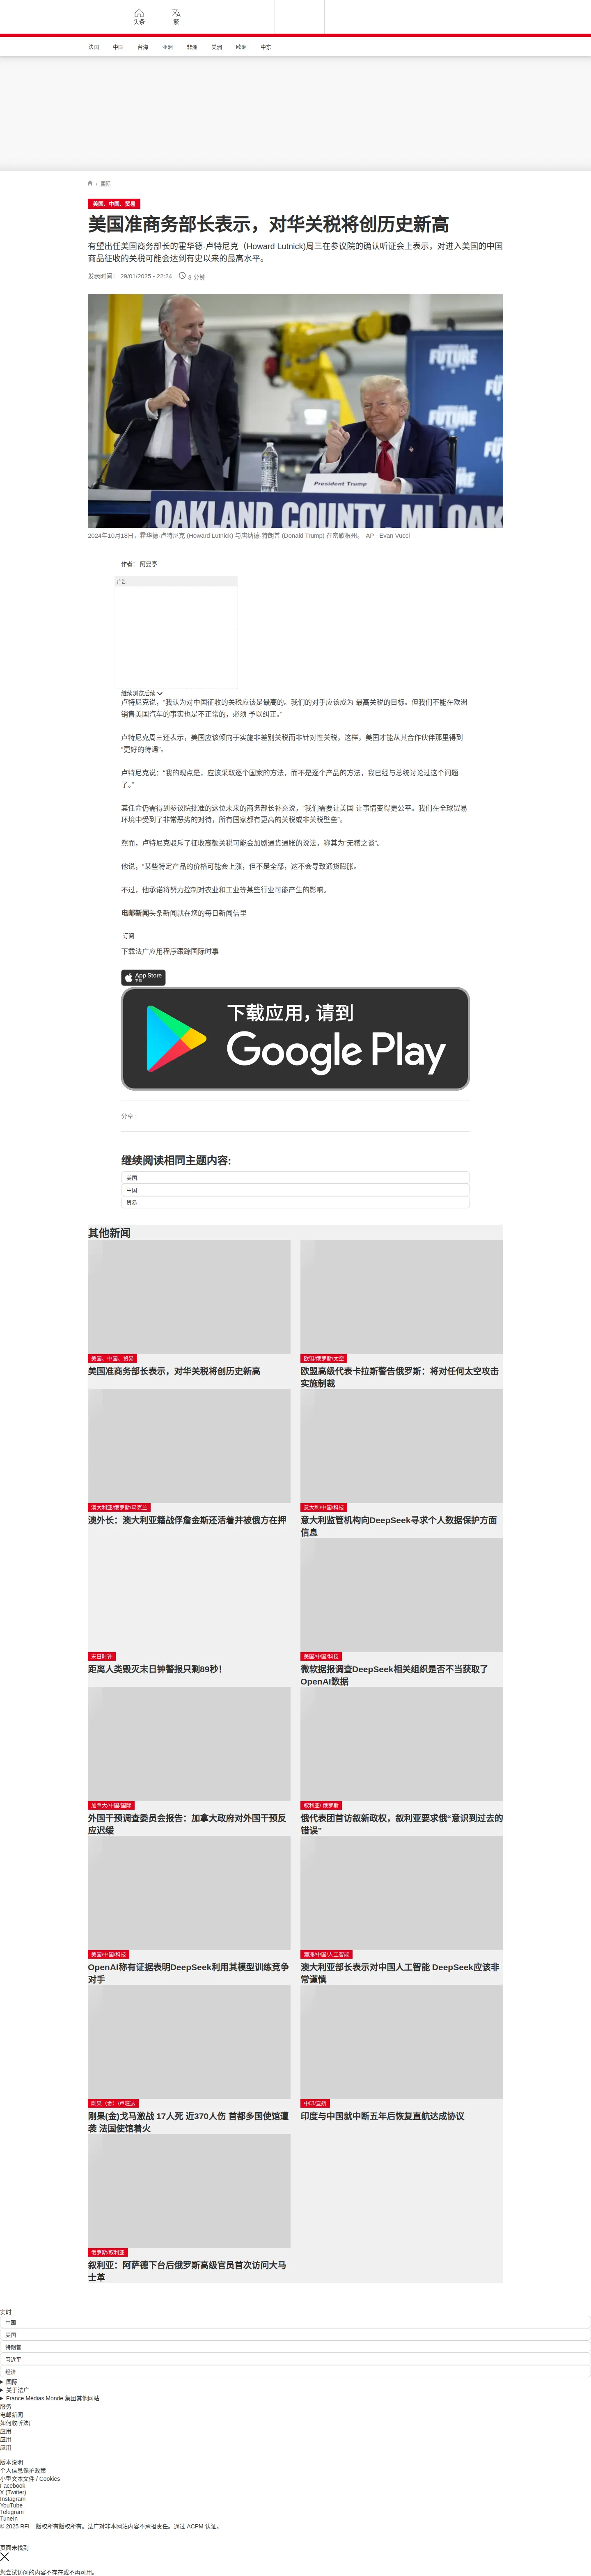 头条
繁
法国
中国
台海
亚洲
非洲
美洲
欧洲
中东
/ 国际
美国、中国、贸易
美国准商务部长表示，对华关税将创历史新高
有望出任美国商务部长的霍华德·卢特尼克（Howard Lutnick)周三在参议院的确认听证会上表示，对进入美国的中国
商品征收的关税可能会达到有史以来的最高水平。
发表时间： 29/01/2025 - 22:24
3 分钟
AMERICAN
FUTURE
FUTURE
President Trump
OAKLAND COUNTY, MI
OAK
2024年10月18日，霍华德·卢特尼克 (Howard Lutnick) 与唐纳德·特朗普 (Donald Trump) 在密歇根州。 AP - Evan Vucci
作者： 阿曼亭
广告
继续浏览后续
卢特尼克说，“我认为对中国征收的关税应该是最高的。我们的对手应该成为 最高关税的目标。但我们不能在欧洲
销售美国汽车的事实也是不正常的，必须 予以纠正。”
卢特尼克周三还表示，美国应该倾向于实施非差别关税而非针对性关税，这样，美国才能从其合作伙伴那里得到
“更好的待遇”。
卢特尼克说：“我的观点是，应该采取逐个国家的方法，而不是逐个产品的方法，我已经与总统讨论过这个问题
了。”
其任命仍需得到参议院批准的这位未来的商务部长补充说，“我们需要让美国 让事情变得更公平。我们在全球贸易
环境中受到了非常恶劣的对待，所有国家都有更高的关税或非关税壁垒”。
然而，卢特尼克驳斥了征收高额关税可能会加剧通货通胀的说法，称其为“无稽之谈”。
他说，“某些特定产品的价格可能会上涨，但不是全部，这不会导致通货膨胀。
不过，他承诺将努力控制对农业和工业等某些行业可能产生的影响。
电邮新闻头条新闻就在您的每日新闻信里
订阅
下载法广应用程序跟踪国际时事
App Store
下载
下载应用，请到
Google Play
分享 :
继续阅读相同主题内容:
美国
中国
贸易
其他新闻
美国、中国、贸易
美国准商务部长表示，对华关税将创历史新高
欧盟/俄罗斯/太空
欧盟高级代表卡拉斯警告俄罗斯：将对任何太空攻击
实施制裁
澳大利亚/俄罗斯/乌克兰
澳外长：澳大利亚籍战俘詹金斯还活着并被俄方在押
意大利/中国/科技
意大利监管机构向DeepSeek寻求个人数据保护方面
信息
末日时钟
距离人类毁灭末日钟警报只剩89秒！
美国/中国/科技
微软据报调查DeepSeek相关组织是否不当获取了
OpenAI数据
加拿大/中国/国际
外国干预调查委员会报告：加拿大政府对外国干预反
应迟缓
叙利亚/ 俄罗斯
俄代表团首访叙新政权，叙利亚要求俄“意识到过去的
错误”
美国/中国/科技
OpenAI称有证据表明DeepSeek利用其模型训练竞争
对手
澳洲/中国/人工智能
澳大利亚部长表示对中国人工智能 DeepSeek应该非
常谨慎
刚果（金）/卢旺达
刚果(金)戈马激战 17人死 近370人伤 首都多国使馆遭
袭 法国使馆着火
中印/直航
印度与中国就中断五年后恢复直航达成协议
俄罗斯/叙利亚
叙利亚：阿萨德下台后俄罗斯高级官员首次访问大马
士革
实时
中国
美国
特朗普
习近平
经济
国际
关于法广
France Médias Monde 集团其他网站
服务
电邮新闻
如何收听法广
应用
应用
应用
版本说明
个人信息保护政策
小型文本文件 / Cookies
Facebook
X (Twitter)
Instagram
YouTube
Telegram
TuneIn
© 2025 RFI – 版权所有版权所有。法广对非本网站内容不承担责任。通过 ACPM 认证。
页面未找到
您尝试访问的内容不存在或不再可用。